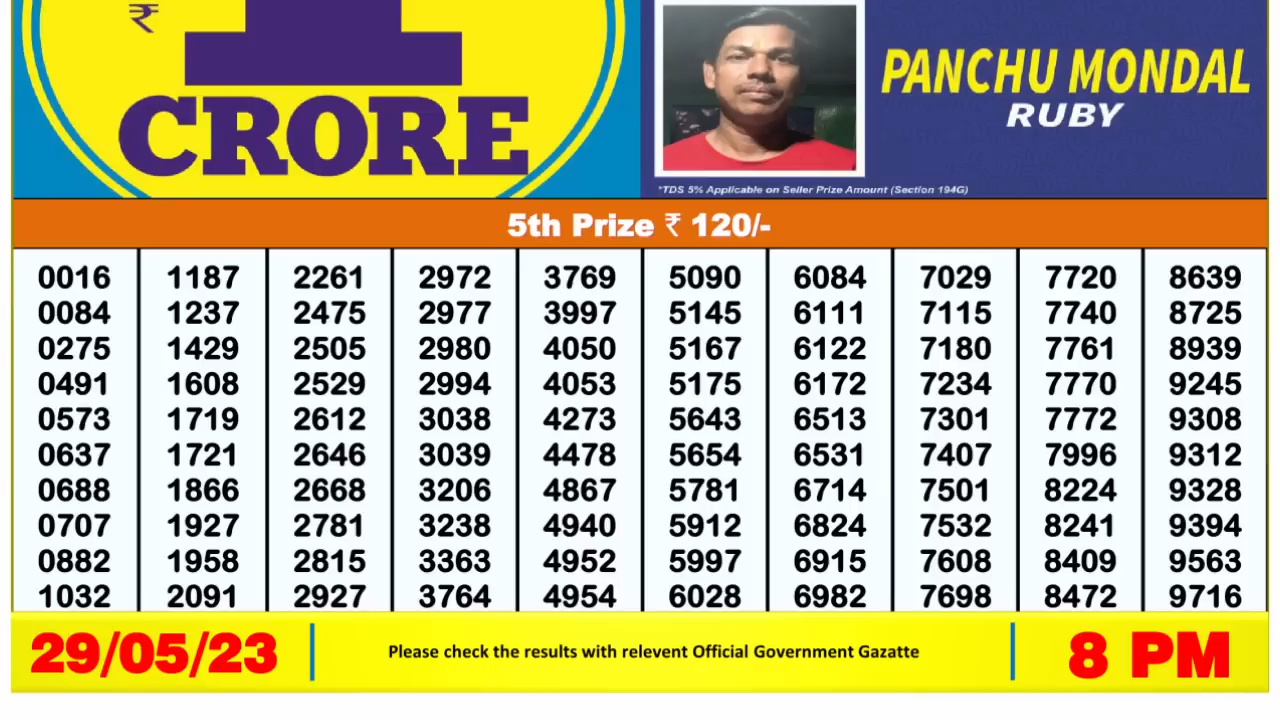 ₹
1
CRORE
PANCHU MONDAL
RUBY
*TDS 5% Applicable on Seller Prize Amount (Section 194G)
5th Prize ₹ 120/-
0016 1187 2261 2972 3769 5090 6084 7029 7720 8639
0084 1237 2475 2977 3997 5145 6111 7115 7740 8725
0275 1429 2505 2980 4050 5167 6122 7180 7761 8939
0491 1608 2529 2994 4053 5175 6172 7234 7770 9245
0573 1719 2612 3038 4273 5643 6513 7301 7772 9308
0637 1721 2646 3039 4478 5654 6531 7407 7996 9312
0688 1866 2668 3206 4867 5781 6714 7501 8224 9328
0707 1927 2781 3238 4940 5912 6824 7532 8241 9394
0882 1958 2815 3363 4952 5997 6915 7608 8409 9563
1032 2091 2927 3764 4954 6028 6982 7698 8472 9716
29/05/23 Please check the results with relevent Official Government Gazatte 8 PM